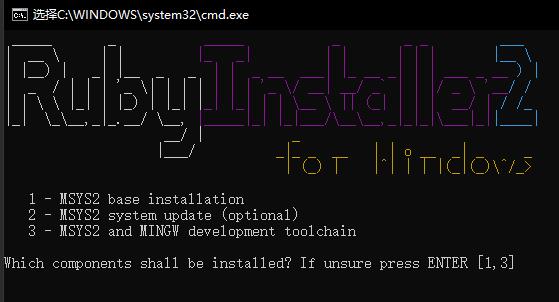 选择C:\WINDOWS\system32\cmd.exe
RubyInstaller2
for Windows
1 - MSYS2 base installation
2 - MSYS2 system update (optional)
3 - MSYS2 and MINGW development toolchain
Which components shall be installed? If unsure press ENTER [1,3]